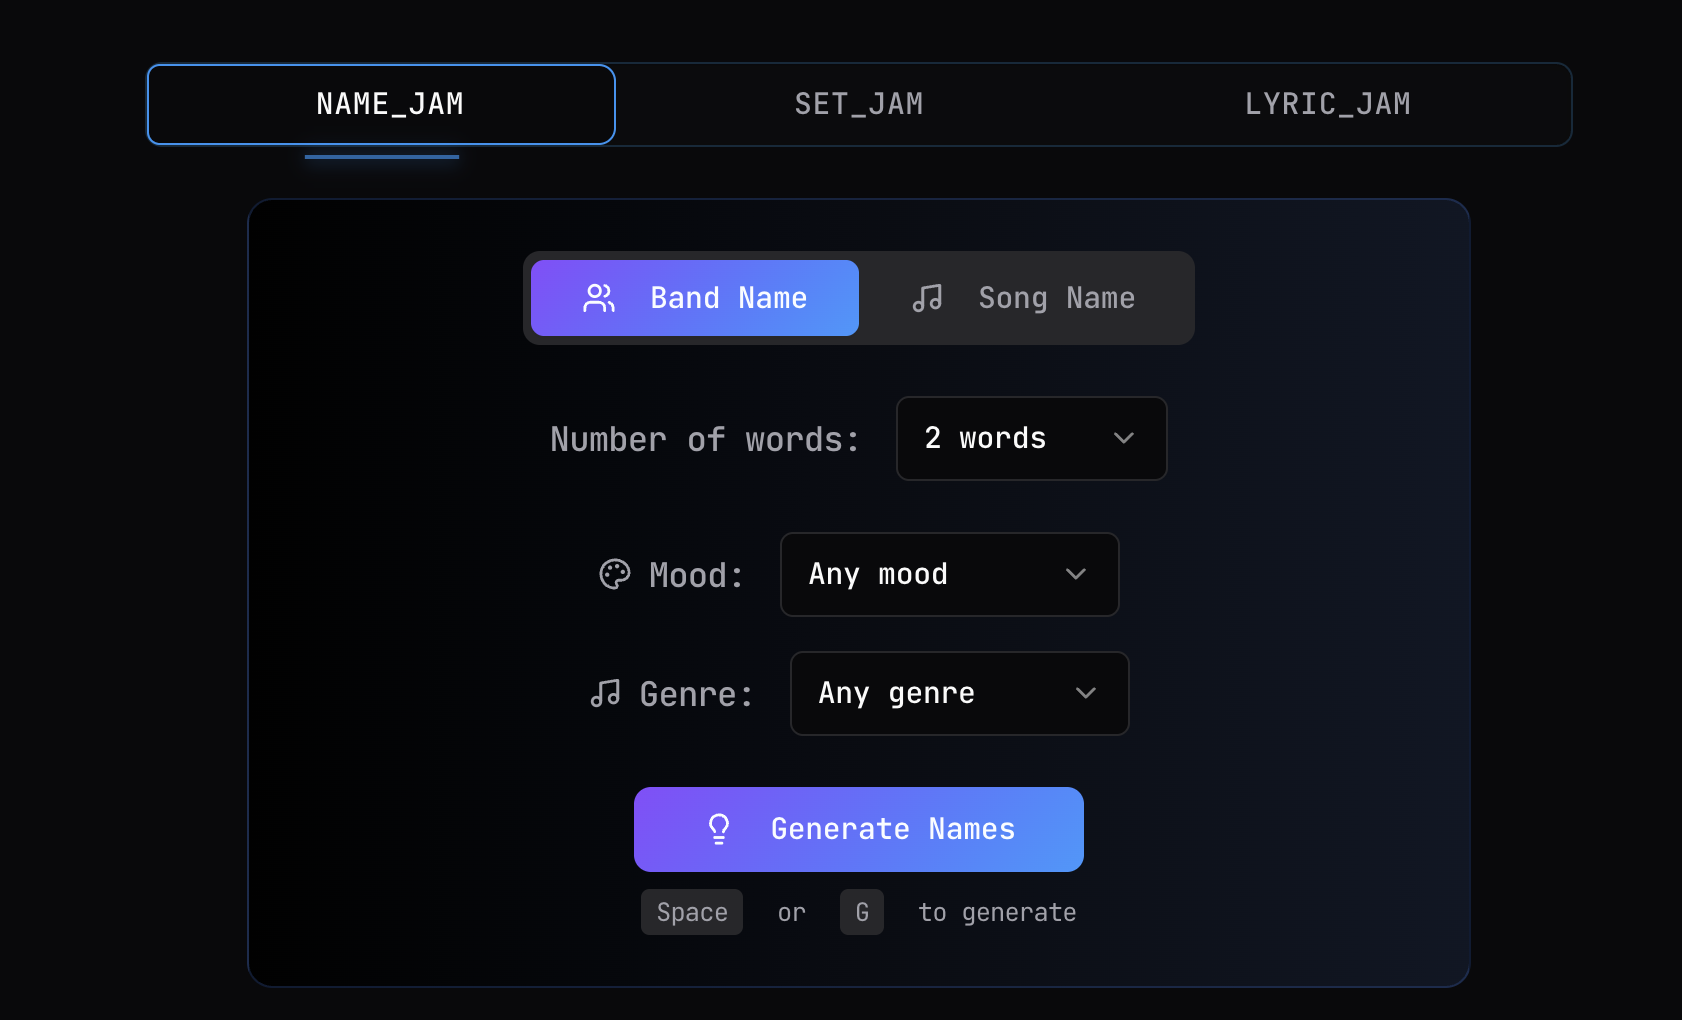 NAME_JAM SET_JAM LYRIC_JAM
Band Name Song Name
Number of words: 2 words
Mood: Any mood
Genre: Any genre
Generate Names
Space or G to generate